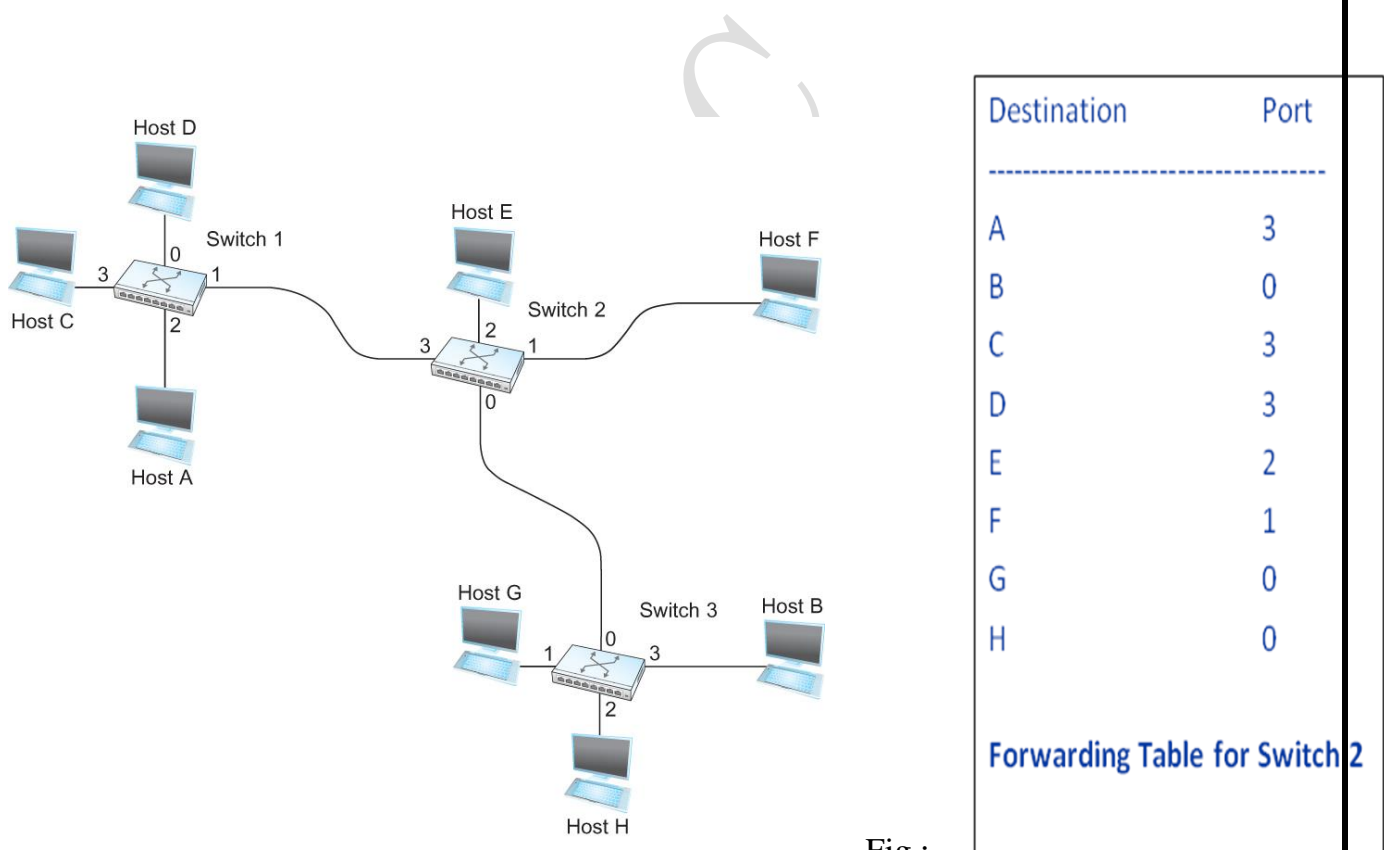 Host D
Host E
Switch 1
Host F
0
3
1
Host C
2
Switch 2
2
3
1
0
Host A
Host G
Switch 3
Host B
0
1
3
2
Host H
Destination Port
--------------------------------------
A 3
B 0
C 3
D 3
E 2
F 1
G 0
H 0
Forwarding Table for Switch 2